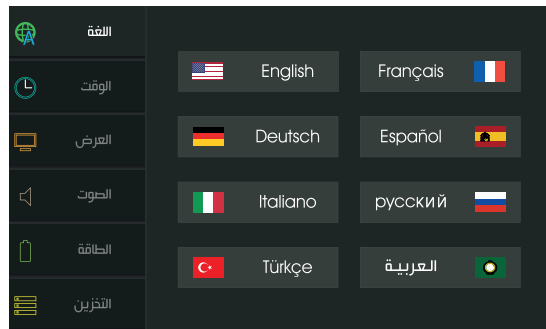 اللغة
الوقت
العرض
الصوت
الطاقة
التخزين
English
Français
Deutsch
Español
Italiano
русский
Türkçe
العربية